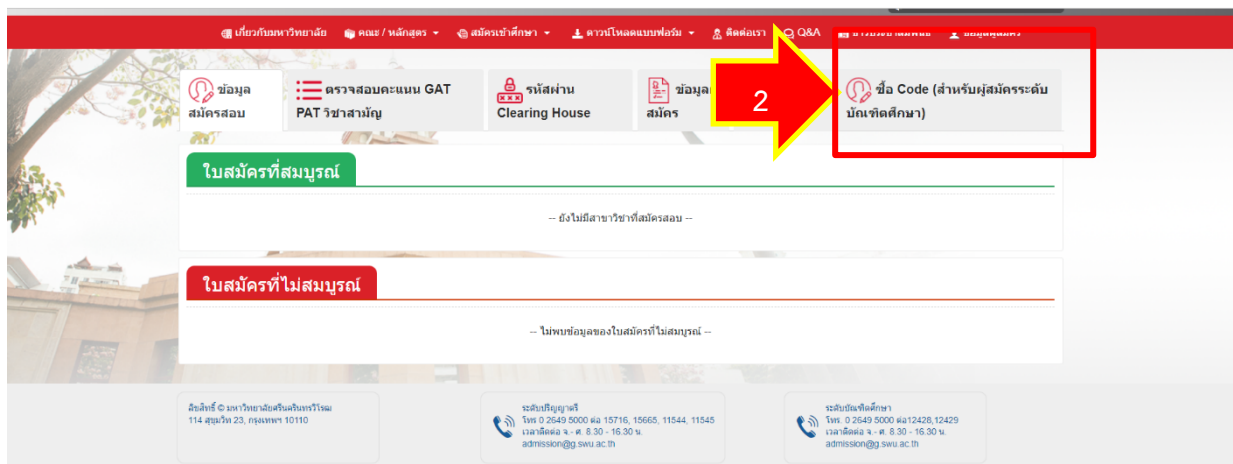 เกี่ยวกับมหาวิทยาลัย คณะ / หลักสูตร สมัครเข้าศึกษา ดาวน์โหลดแบบฟอร์ม ติดต่อเรา Q&A
ข้อมูล
สมัครสอบ
ตรวจสอบคะแนน GAT
PAT วิชาสามัญ
รหัสผ่าน
Clearing House
สมัคร
2
ซื้อ Code (สำหรับผู้สมัครระดับ
บัณฑิตศึกษา)
ใบสมัครที่สมบูรณ์
-- ยังไม่มีสาขาวิชาที่สมัครสอบ --
ใบสมัครที่ไม่สมบูรณ์
-- ไม่พบข้อมูลของใบสมัครที่ไม่สมบูรณ์ --
ลิขสิทธิ์ © มหาวิทยาลัยศรีนครินทรวิโรฒ
114 สุขุมวิท 23, กรุงเทพฯ 10110
ระดับปริญญาตรี
โทร 0 2649 5000 ต่อ 15716, 15665, 11544, 11545
เวลาติดต่อ จ.- ศ. 8.30 - 16.30 น.
admission@g.swu.ac.th
ระดับบัณฑิตศึกษา
โทร. 0 2649 5000 ต่อ12428,12429
เวลาติดต่อ จ.- ศ. 8.30 - 16.30 น.
admission@g.swu.ac.th